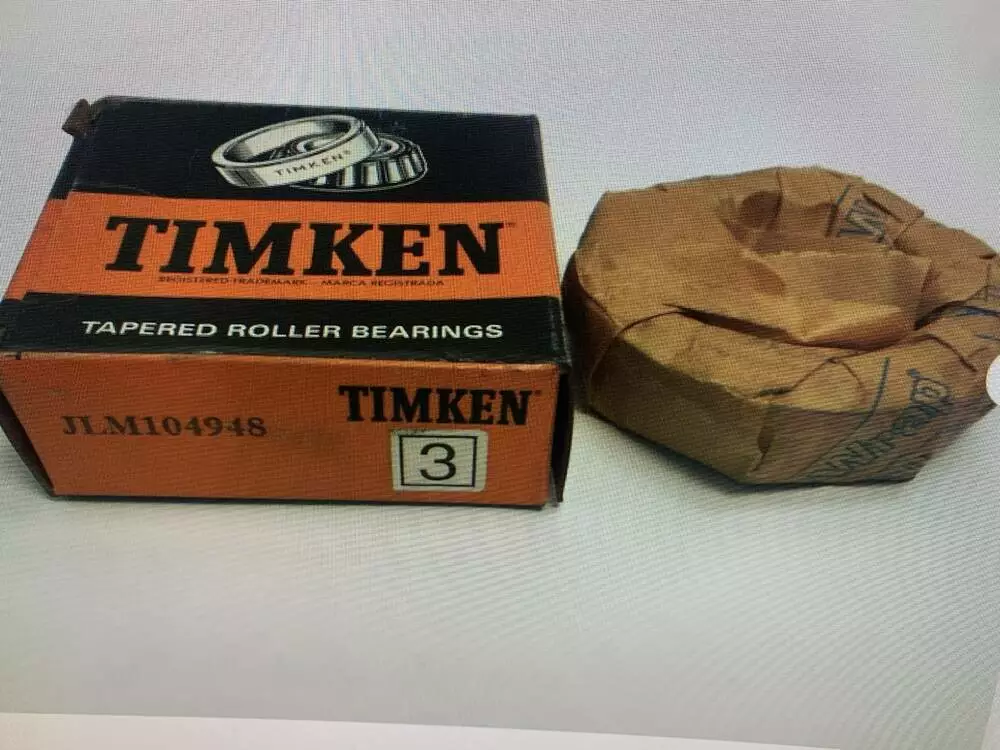 TIMKEN®
TIMKEN
REGISTERED TRADEMARK MARCA REGISTRADA
TAPERED ROLLER BEARINGS
TIMKEN
JLM104948
3